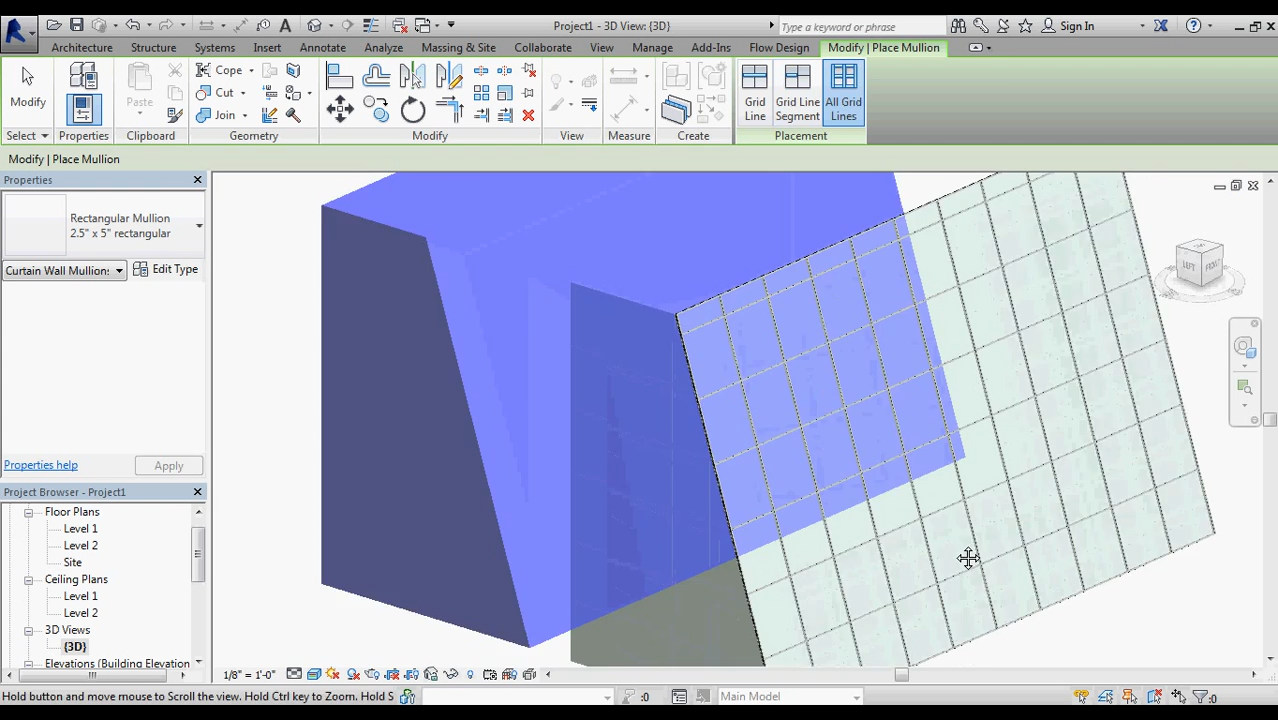 Project1 - 3D View: {3D}
Type a keyword or phrase
Sign In
Architecture
Structure
Systems
Insert
Annotate
Analyze
Massing & Site
Collaborate
View
Manage
Add-Ins
Flow Design
Modify | Place Mullion
Modify
Paste
Cope
Cut
Join
Grid Line
Grid Line Segment
All Grid Lines
Select
Properties
Clipboard
Geometry
Modify
View
Measure
Create
Placement
Modify | Place Mullion
Properties
Rectangular Mullion
2.5" x 5" rectangular
Curtain Wall Mullion:
Edit Type
Properties help
Apply
Project Browser - Project1
Floor Plans
Level 1
Level 2
Site
Ceiling Plans
Level 1
Level 2
3D Views
{3D}
Elevations (Building Elevation
LEFT
FRONT
1/8" = 1'-0"
Hold button and move mouse to Scroll the view. Hold Ctrl key to Zoom. Hold S
:0
Main Model
:0